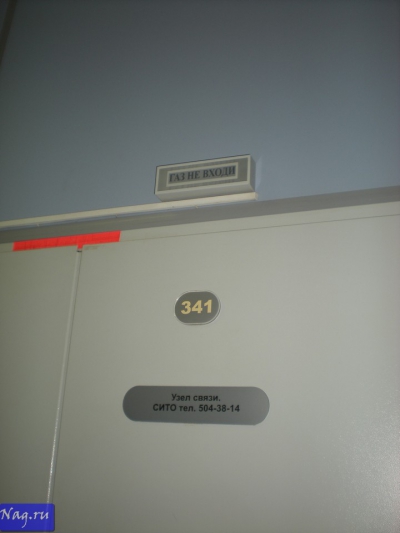 ГАЗ НЕ ВХОДИ
341
Узел связи.
СИТО тел. 504-38-14
Nag.ru